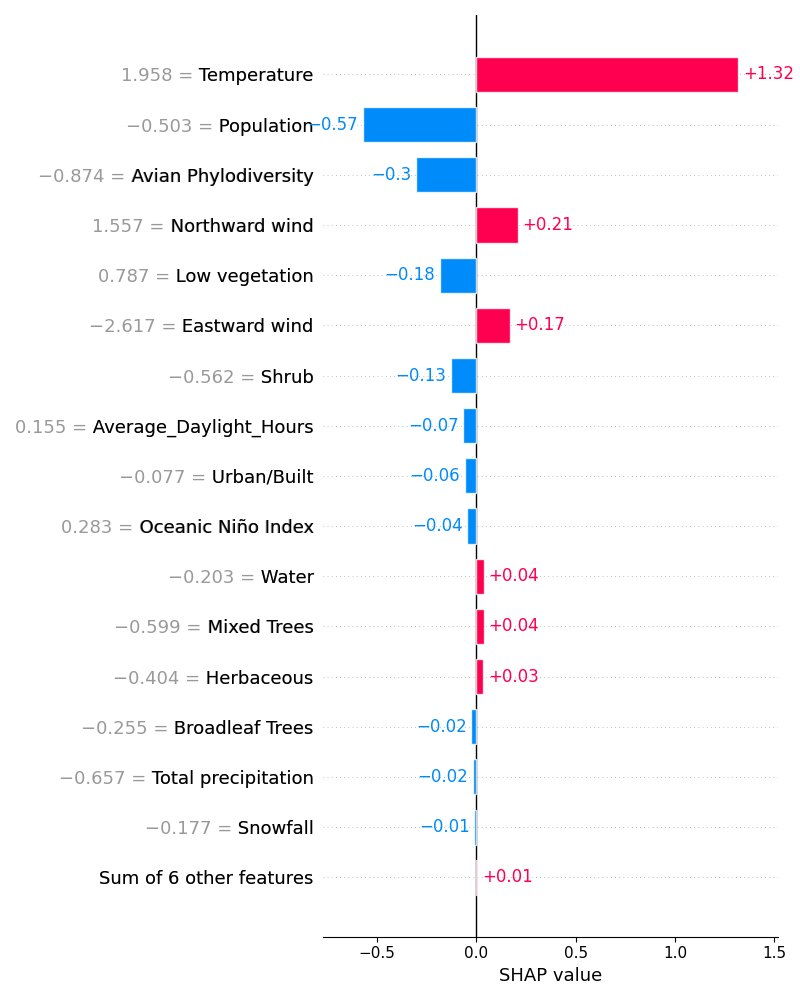 1.958 = Temperature +1.32
−0.503 = Population −0.57
−0.874 = Avian Phylodiversity −0.3
1.557 = Northward wind +0.21
0.787 = Low vegetation −0.18
−2.617 = Eastward wind +0.17
−0.562 = Shrub −0.13
0.155 = Average_Daylight_Hours −0.07
−0.077 = Urban/Built −0.06
0.283 = Oceanic Niño Index −0.04
−0.203 = Water +0.04
−0.599 = Mixed Trees +0.04
−0.404 = Herbaceous +0.03
−0.255 = Broadleaf Trees −0.02
−0.657 = Total precipitation −0.02
−0.177 = Snowfall −0.01
Sum of 6 other features +0.01
−0.5 0.0 0.5 1.0 1.5
SHAP value